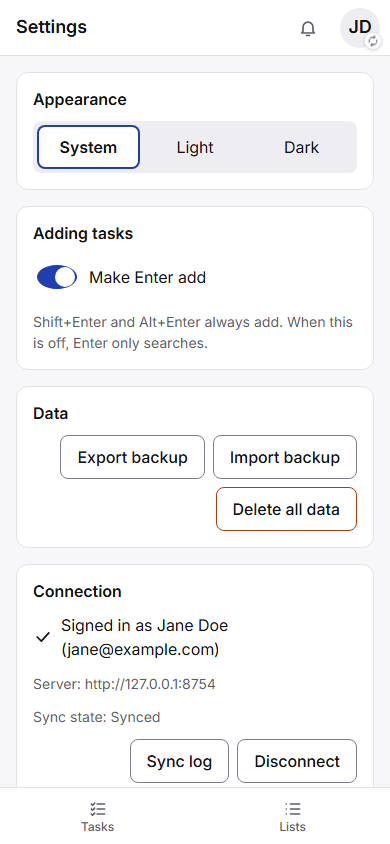 Settings
JD
Appearance
System Light Dark
Adding tasks
Make Enter add
Shift+Enter and Alt+Enter always add. When this
is off, Enter only searches.
Data
Export backup Import backup
Delete all data
Connection
Signed in as Jane Doe
(jane@example.com)
Server: http://127.0.0.1:8754
Sync state: Synced
Sync log Disconnect
Tasks Lists